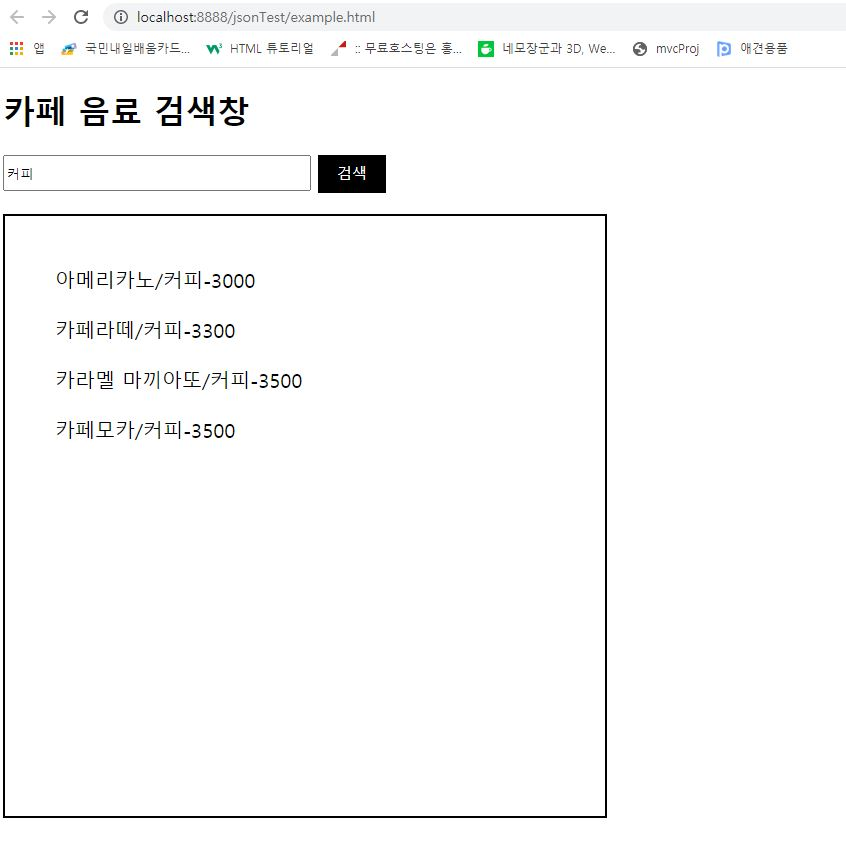 localhost:8888/jsonTest/example.html
앱 국민내일배움카드... HTML 튜토리얼 :: 무료호스팅은 홍... 네모장군과 3D, We... mvcProj 애견용품
카페 음료 검색창
커피 검색
아메리카노/커피-3000
카페라떼/커피-3300
카라멜 마끼아또/커피-3500
카페모카/커피-3500